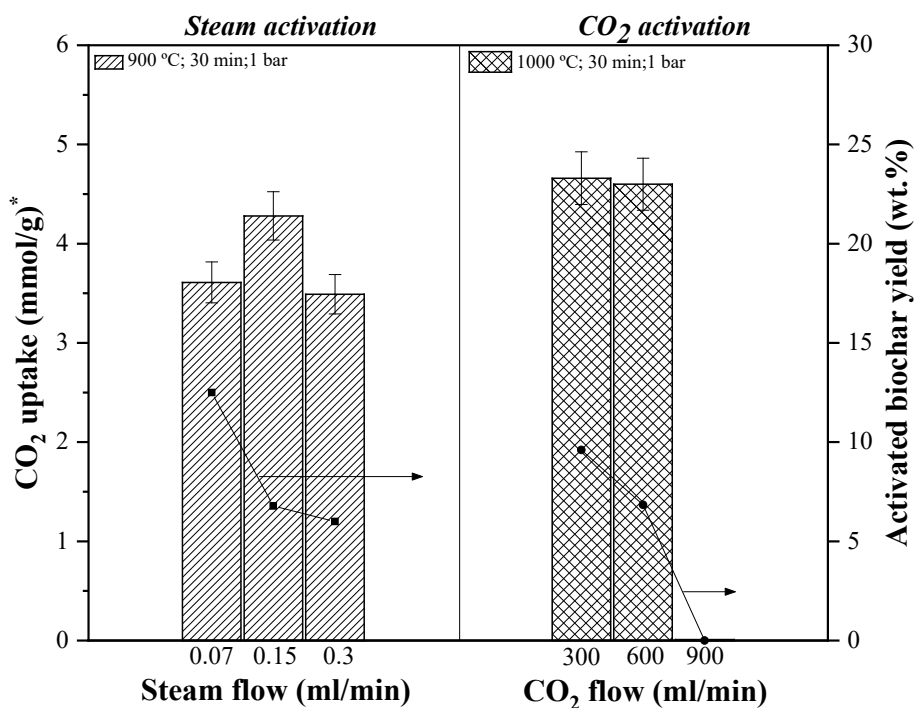 Steam activation
CO2 activation
900 ºC; 30 min;1 bar
1000 ºC; 30 min;1 bar
CO2 uptake (mmol/g)*
6
5
4
3
2
1
0
30
25
20
15
10
5
0
Activated biochar yield (wt.%)
0.07 0.15 0.3
300 600 900
Steam flow (ml/min)
CO2 flow (ml/min)